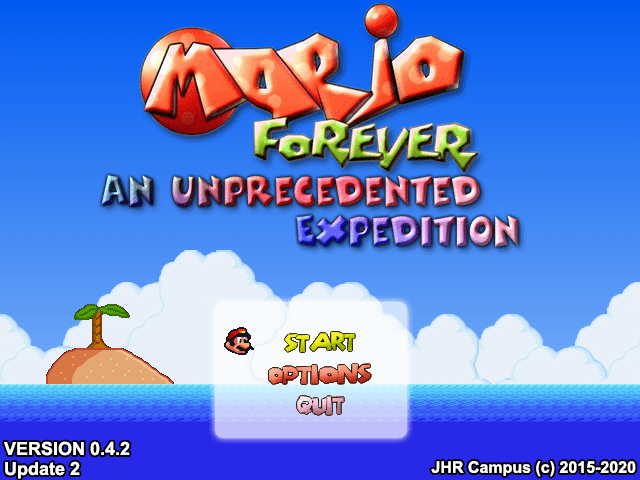 MARIO
FOREVER
AN UNPRECEDENTED
EXPEDITION
START
OPTIONS
QUIT
VERSION 0.4.2
Update 2
JHR Campus (c) 2015-2020